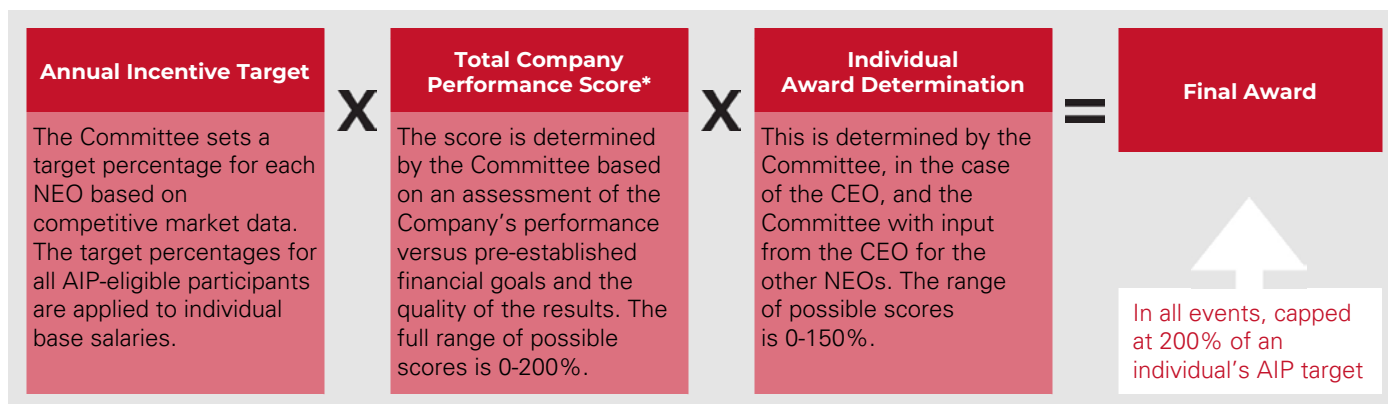 Annual Incentive Target
The Committee sets a
target percentage for each
NEO based on
competitive market data.
The target percentages for
all AIP-eligible participants
are applied to individual
base salaries.
X
Total Company
Performance Score*
The score is determined
by the Committee based
on an assessment of the
Company’s performance
versus pre-established
financial goals and the
quality of the results. The
full range of possible
scores is 0-200%.
X
Individual
Award Determination
This is determined by the
Committee, in the case
of the CEO, and the
Committee with input
from the CEO for the
other NEOs. The range
of possible scores
is 0-150%.
=
Final Award
In all events, capped
at 200% of an
individual’s AIP target